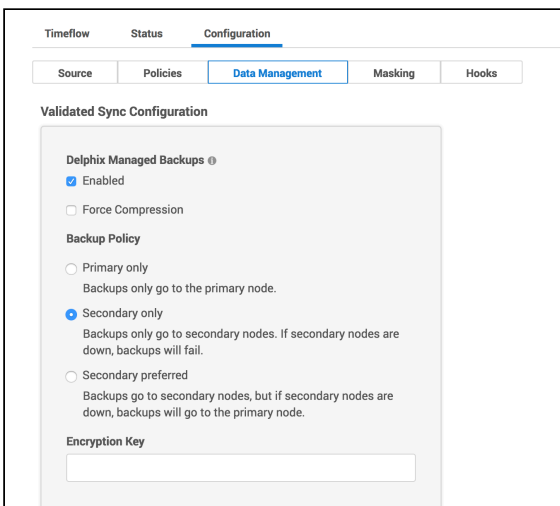 Timeflow Status Configuration
Source Policies Data Management Masking Hooks
Validated Sync Configuration
Delphix Managed Backups
Enabled
Force Compression
Backup Policy
Primary only
Backups only go to the primary node.
Secondary only
Backups only go to secondary nodes. If secondary nodes are
down, backups will fail.
Secondary preferred
Backups go to secondary nodes, but if secondary nodes are
down, backups will go to the primary node.
Encryption Key